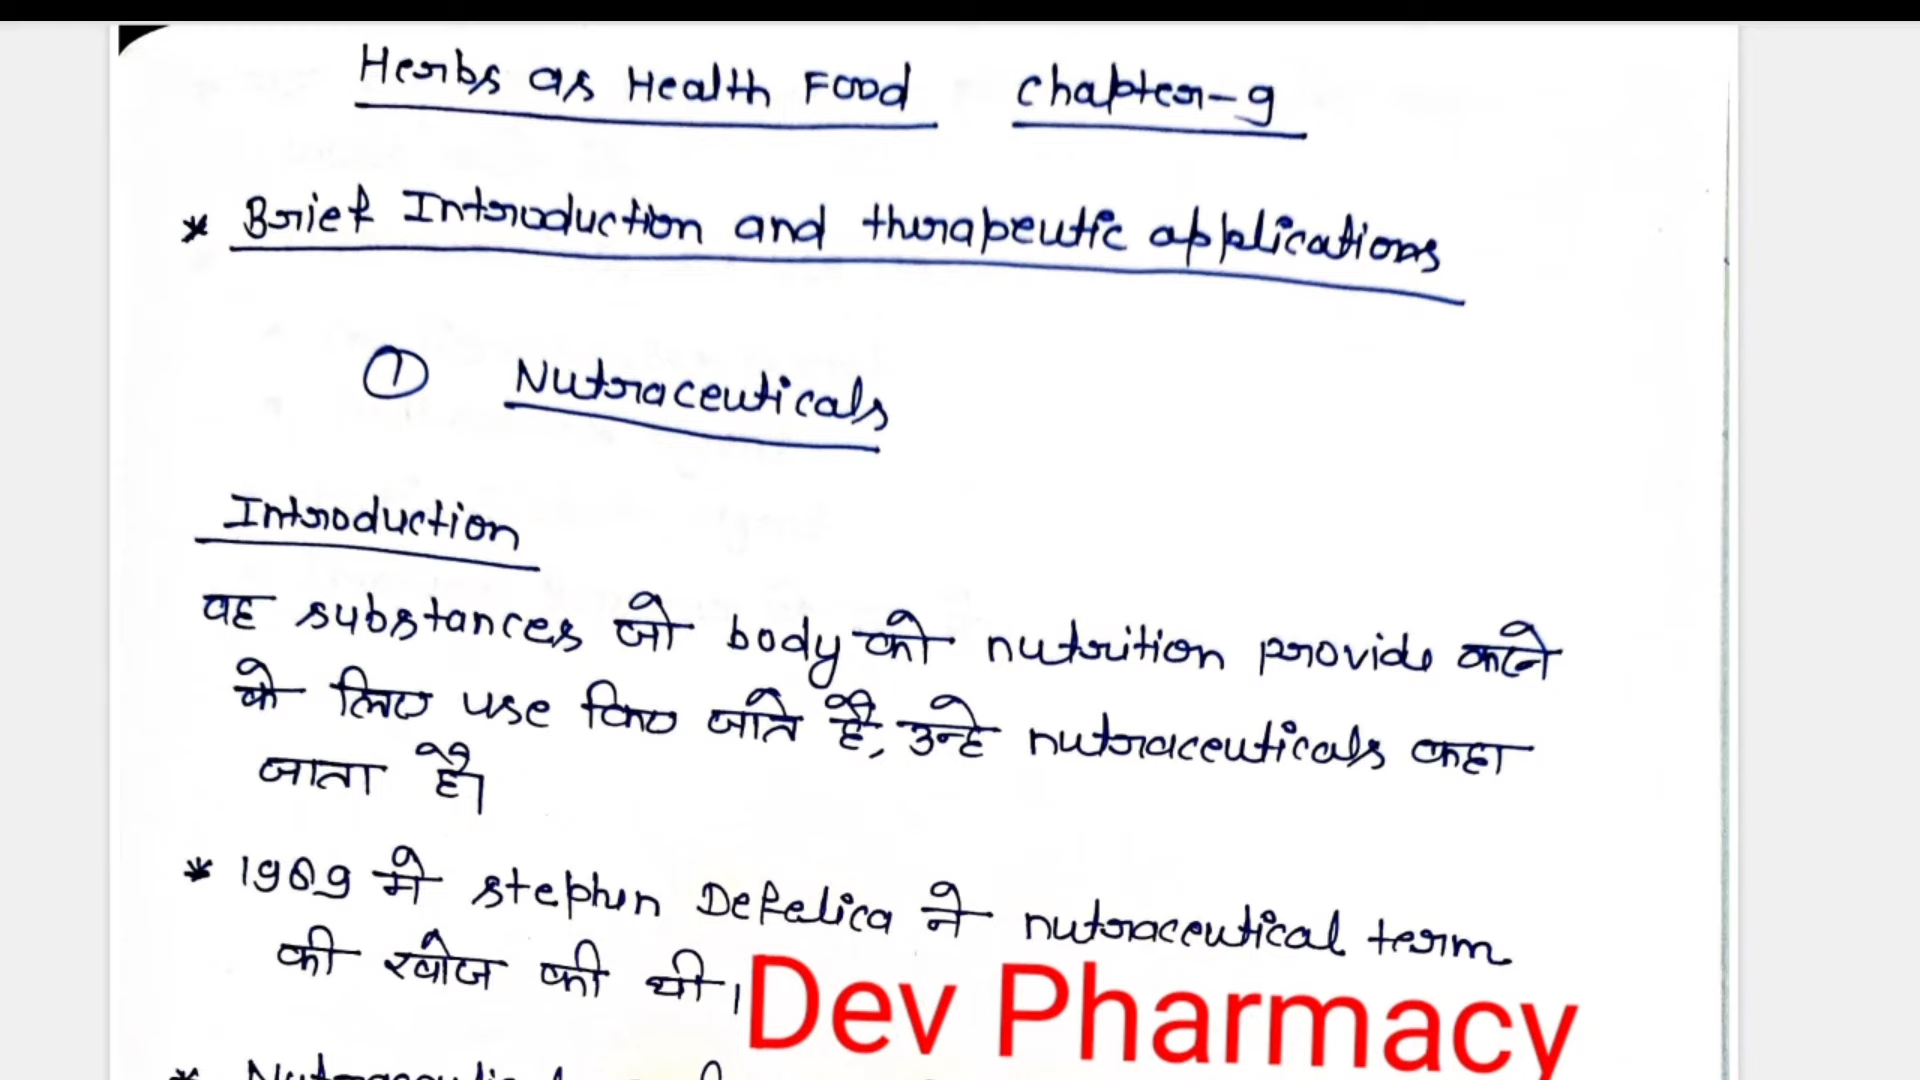 Herbs as Health Food chapter-9
* Brief Introduction and therapeutic applications
① Nutraceuticals
Introduction
वह substances जो body को nutrition provide करने
के लिए use किए जाते हैं, उन्हे nutraceuticals कहा
जाता है।
* 1989 मे stephen Defelica ने nutraceutical term
की खोज की थी।
Dev Pharmacy
*